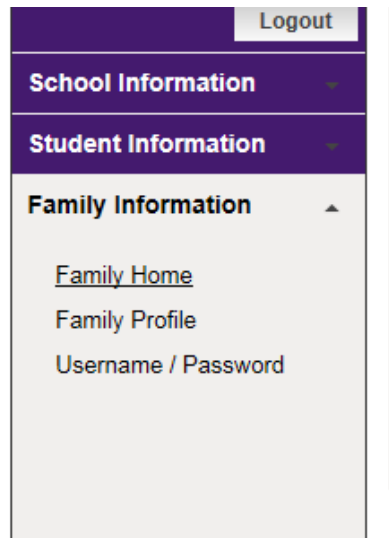 Logout
School Information
Student Information
Family Information
Family Home
Family Profile
Username / Password